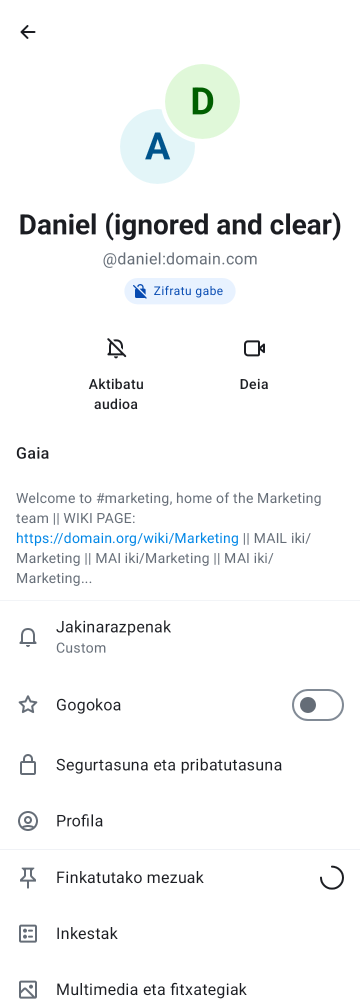 D
A
Daniel (ignored and clear)
@daniel:domain.com
Zifratu gabe
Aktibatu
audioa
Deia
Gaia
Welcome to #marketing, home of the Marketing
team || WIKI PAGE:
https://domain.org/wiki/Marketing || MAIL iki/
Marketing || MAI iki/Marketing || MAI iki/
Marketing...
Jakinarazpenak
Custom
Gogokoa
Segurtasuna eta pribatutasuna
Profila
Finkatutako mezuak
Inkestak
Multimedia eta fitxategiak